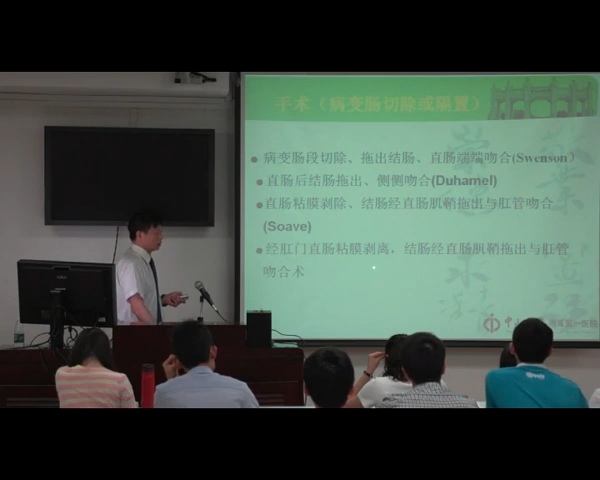 手术（病变肠切除或隔置）
● 病变肠段切除、拖出结肠、直肠端端吻合(Swenson）
● 直肠后结肠拖出、侧侧吻合(Duhamel)
● 直肠粘膜剥除、结肠经直肠肌鞘拖出与肛管吻合
(Soave)
● 经肛门直肠粘膜剥离，结肠经直肠肌鞘拖出与肛管
吻合术